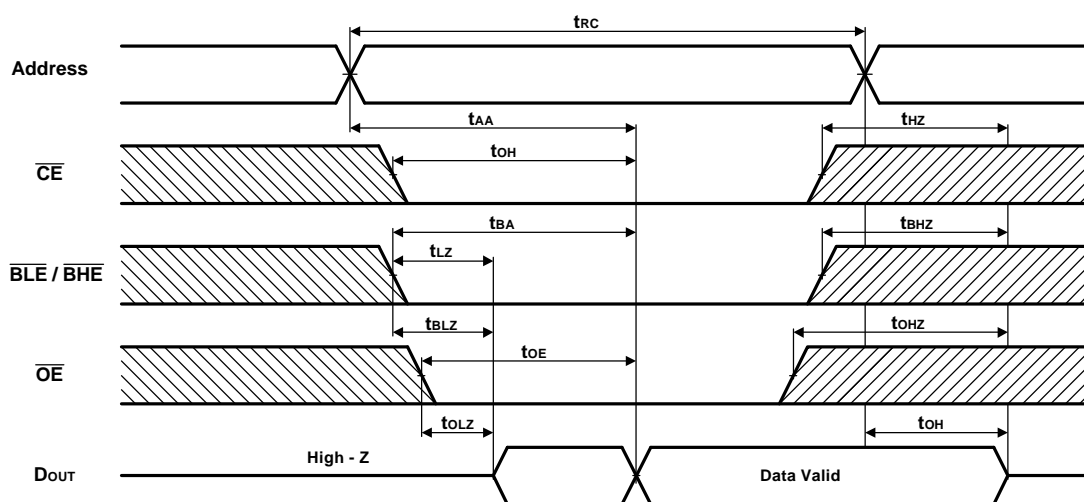 tRC
Address
tAA
tHZ
tOH
CE
tBA
tBHZ
tLZ
BLE / BHE
tBLZ
tOHZ
tOE
OE
tOLZ
tOH
High - Z
DOUT
Data Valid